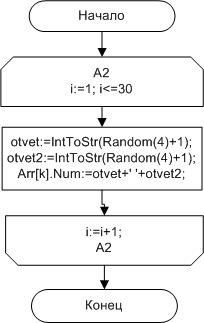 Начало
A2
i:=1; i<=30
otvet:=IntToStr(Random(4)+1);
otvet2:=IntToStr(Random(4)+1);
Arr[k].Num:=otvet+' '+otvet2;
i:=i+1;
A2
Конец